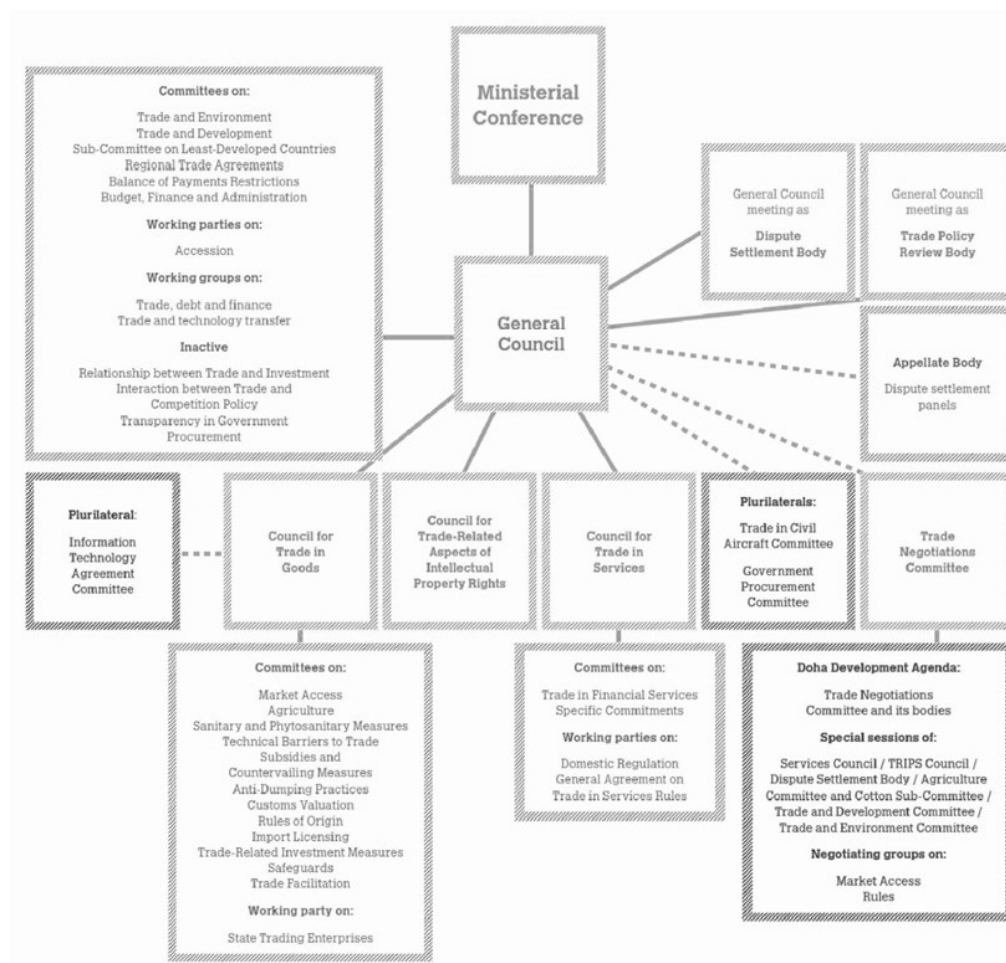 Ministerial
Conference
Committees on:
Trade and Environment
Trade and Development
Sub-Committee on Least-Developed Countries
Regional Trade Agreements
Balance of Payments Restrictions
Budget, Finance and Administration
Working parties on:
Accession
Working groups on:
Trade, debt and finance
Trade and technology transfer
Inactive
Relationship between Trade and Investment
Interaction between Trade and
Competition Policy
Transparency in Government
Procurement
General Council
meeting as
Dispute
Settlement Body
General Council
meeting as
Trade Policy
Review Body
General
Council
Appellate Body
Dispute settlement
panels
Plurilateral:
Information
Technology
Agreement
Committee
Council for
Trade in
Goods
Council for
Trade-Related
Aspects of
Intellectual
Property Rights
Council for
Trade in
Services
Plurilaterals:
Trade in Civil
Aircraft Committee
Government
Procurement
Committee
Trade
Negotiations
Committee
Committees on:
Market Access
Agriculture
Sanitary and Phytosanitary Measures
Technical Barriers to Trade
Subsidies and
Countervailing Measures
Anti-Dumping Practices
Customs Valuation
Rules of Origin
Import Licensing
Trade-Related Investment Measures
Safeguards
Trade Facilitation
Working party on:
State Trading Enterprises
Committees on:
Trade in Financial Services
Specific Commitments
Working parties on:
Domestic Regulation
General Agreement on
Trade in Services Rules
Doha Development Agenda:
Trade Negotiations
Committee and its bodies
Special sessions of:
Services Council / TRIPS Council /
Dispute Settlement Body / Agriculture
Committee and Cotton Sub-Committee /
Trade and Development Committee /
Trade and Environment Committee
Negotiating groups on:
Market Access
Rules